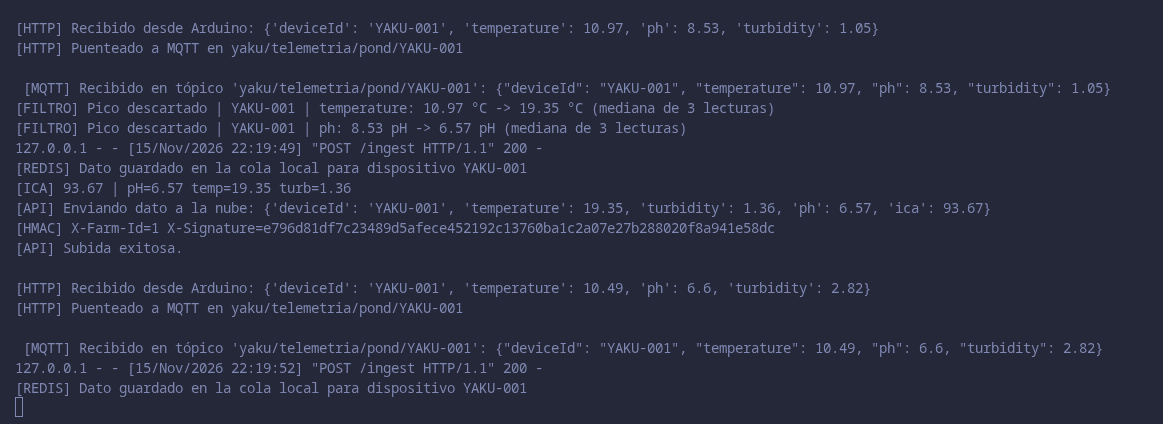 [HTTP] Recibido desde Arduino: {'deviceId': 'YAKU-001', 'temperature': 10.97, 'ph': 8.53, 'turbidity': 1.05}
[HTTP] Puenteado a MQTT en yaku/telemetria/pond/YAKU-001
[MQTT] Recibido en tópico 'yaku/telemetria/pond/YAKU-001': {"deviceId": "YAKU-001", "temperature": 10.97, "ph": 8.53, "turbidity": 1.05}
[FILTRO] Pico descartado | YAKU-001 | temperature: 10.97 °C -> 19.35 °C (mediana de 3 lecturas)
[FILTRO] Pico descartado | YAKU-001 | ph: 8.53 pH -> 6.57 pH (mediana de 3 lecturas)
127.0.0.1 - - [15/Nov/2026 22:19:49] "POST /ingest HTTP/1.1" 200 -
[REDIS] Dato guardado en la cola local para dispositivo YAKU-001
[ICA] 93.67 | pH=6.57 temp=19.35 turb=1.36
[API] Enviando dato a la nube: {'deviceId': 'YAKU-001', 'temperature': 19.35, 'turbidity': 1.36, 'ph': 6.57, 'ica': 93.67}
[HMAC] X-Farm-Id=1 X-Signature=e796d81df7c23489d5afece452192c13760ba1c2a07e27b288020f8a941e58dc
[API] Subida exitosa.
[HTTP] Recibido desde Arduino: {'deviceId': 'YAKU-001', 'temperature': 10.49, 'ph': 6.6, 'turbidity': 2.82}
[HTTP] Puenteado a MQTT en yaku/telemetria/pond/YAKU-001
[MQTT] Recibido en tópico 'yaku/telemetria/pond/YAKU-001': {"deviceId": "YAKU-001", "temperature": 10.49, "ph": 6.6, "turbidity": 2.82}
127.0.0.1 - - [15/Nov/2026 22:19:52] "POST /ingest HTTP/1.1" 200 -
[REDIS] Dato guardado en la cola local para dispositivo YAKU-001